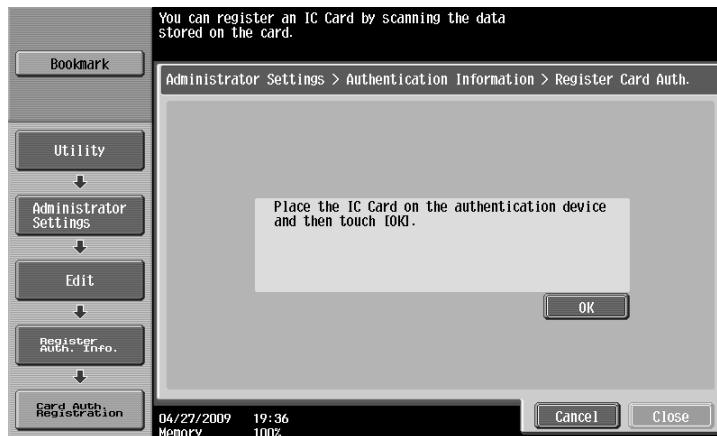 You can register an IC Card by scanning the data
stored on the card.
Bookmark
Administrator Settings > Authentication Information > Register Card Auth.
Utility
Administrator
Settings
Edit
Register
Auth. Info.
Card Auth.
Registration
Place the IC Card on the authentication device
and then touch [OK].
OK
04/27/2009 19:36
Memory 100%
Cancel
Close